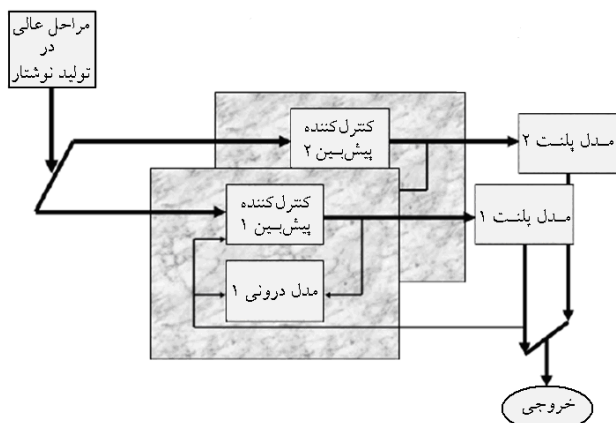 مراحل عالی
در
تولید نوشتار
کنترل‌کننده
پیش‌بین ۲
مدل پلنت ۲
کنترل‌کننده
پیش‌بین ۱
مدل پلنت ۱
مدل درونی ۱
خروجی